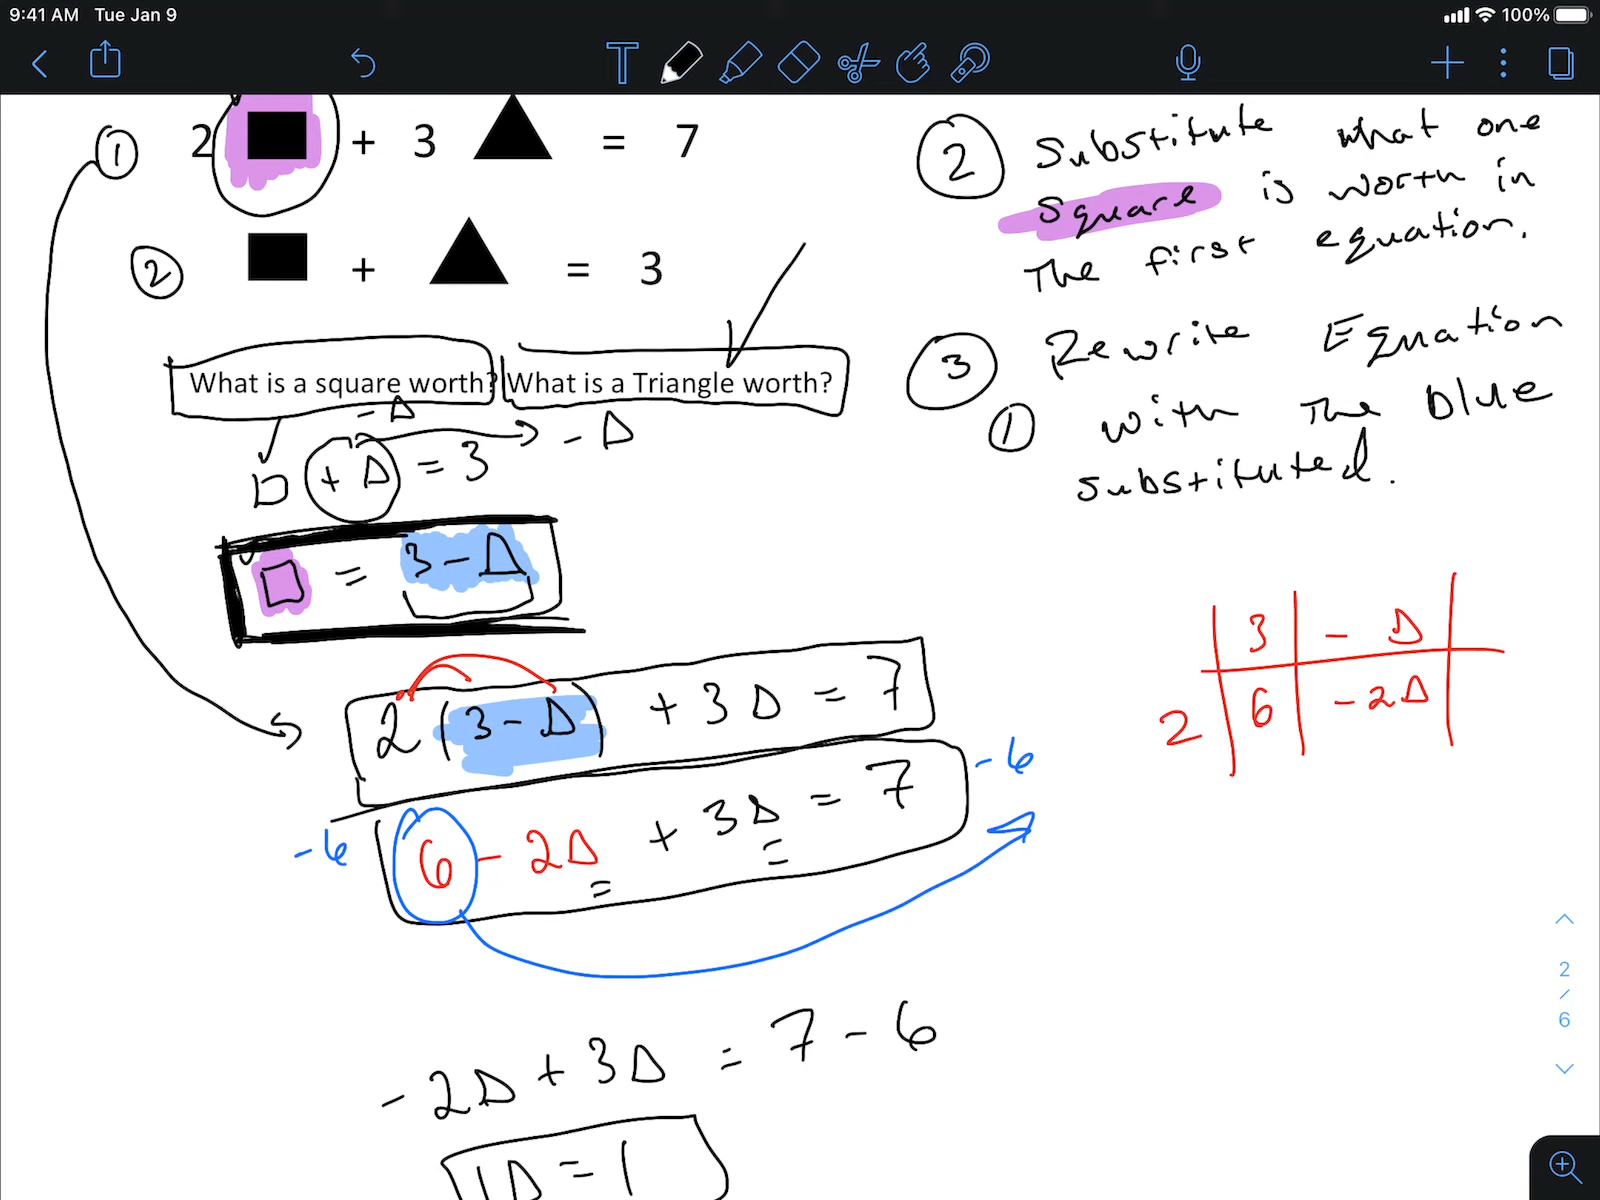 9:41 AM Tue Jan 9
100%
① 2 ■ + 3 ▲ = 7
② ■ + ▲ = 3
What is a square worth? What is a Triangle worth?
- Δ
□ + Δ = 3 - Δ
□ = 3 - Δ
2 (3 - Δ) + 3Δ = 7
- 6 6 - 2Δ + 3Δ = 7 - 6
- 2Δ + 3Δ = 7 - 6
1Δ = 1
② Substitute what one
square is worth in
The first equation.
③ Rewrite Equation
① with The blue
substituted.
3 - Δ
2 6 - 2Δ
2
/
6